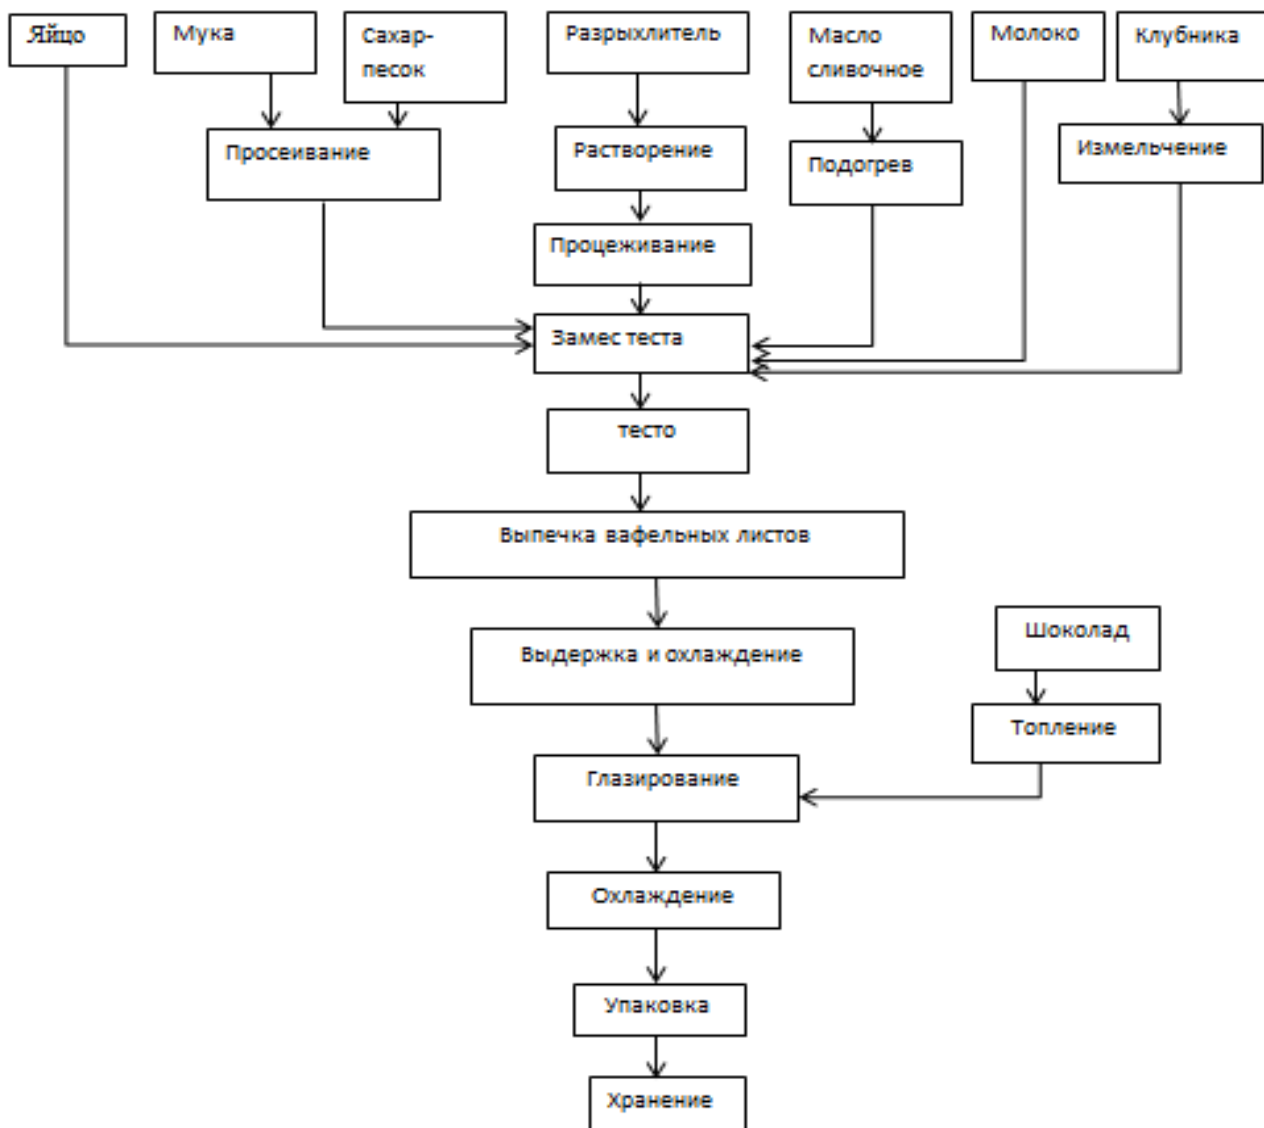 Яйцо
Мука
Сахар-
песок
Разрыхлитель
Масло
сливочное
Молоко
Клубника
Просеивание
Растворение
Подогрев
Измельчение
Процеживание
Замес теста
тесто
Выпечка вафельных листов
Выдержка и охлаждение
Шоколад
Топление
Глазирование
Охлаждение
Упаковка
Хранение